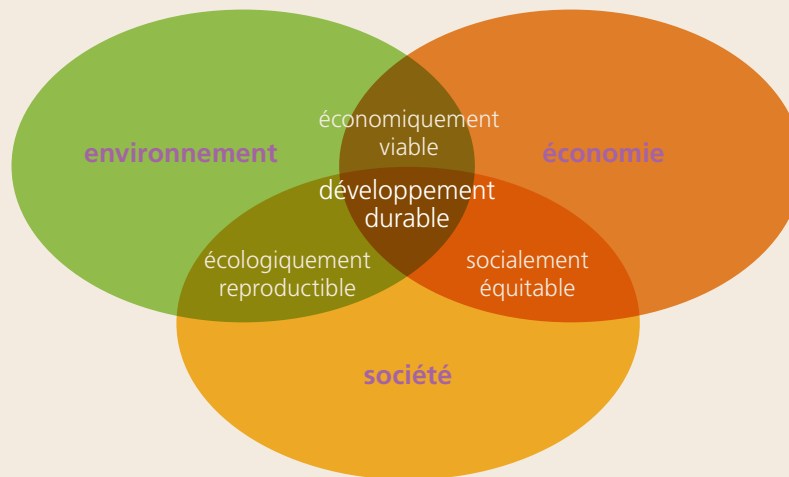 économiquement
viable
environnement
économie
développement
durable
écologiquement
reproductible
socialement
équitable
société